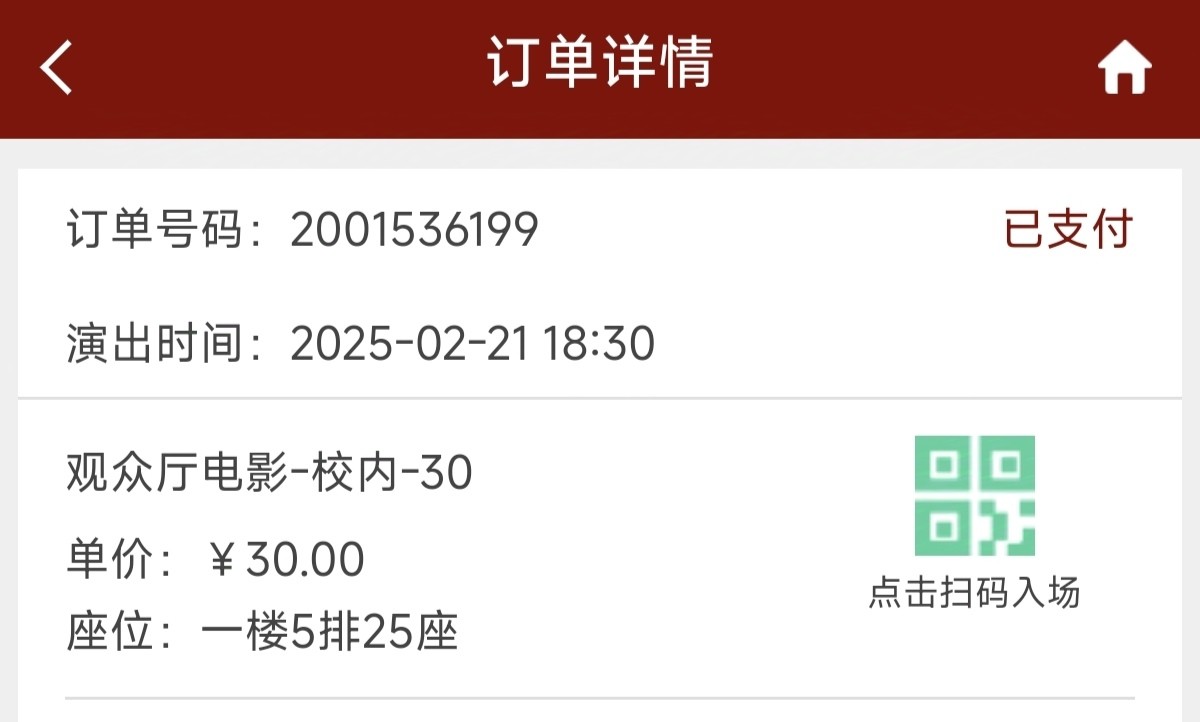 订单详情
订单号码：2001536199
已支付
演出时间：2025-02-21 18:30
观众厅电影-校内-30
单价：￥30.00
座位：一楼5排25座
点击扫码入场